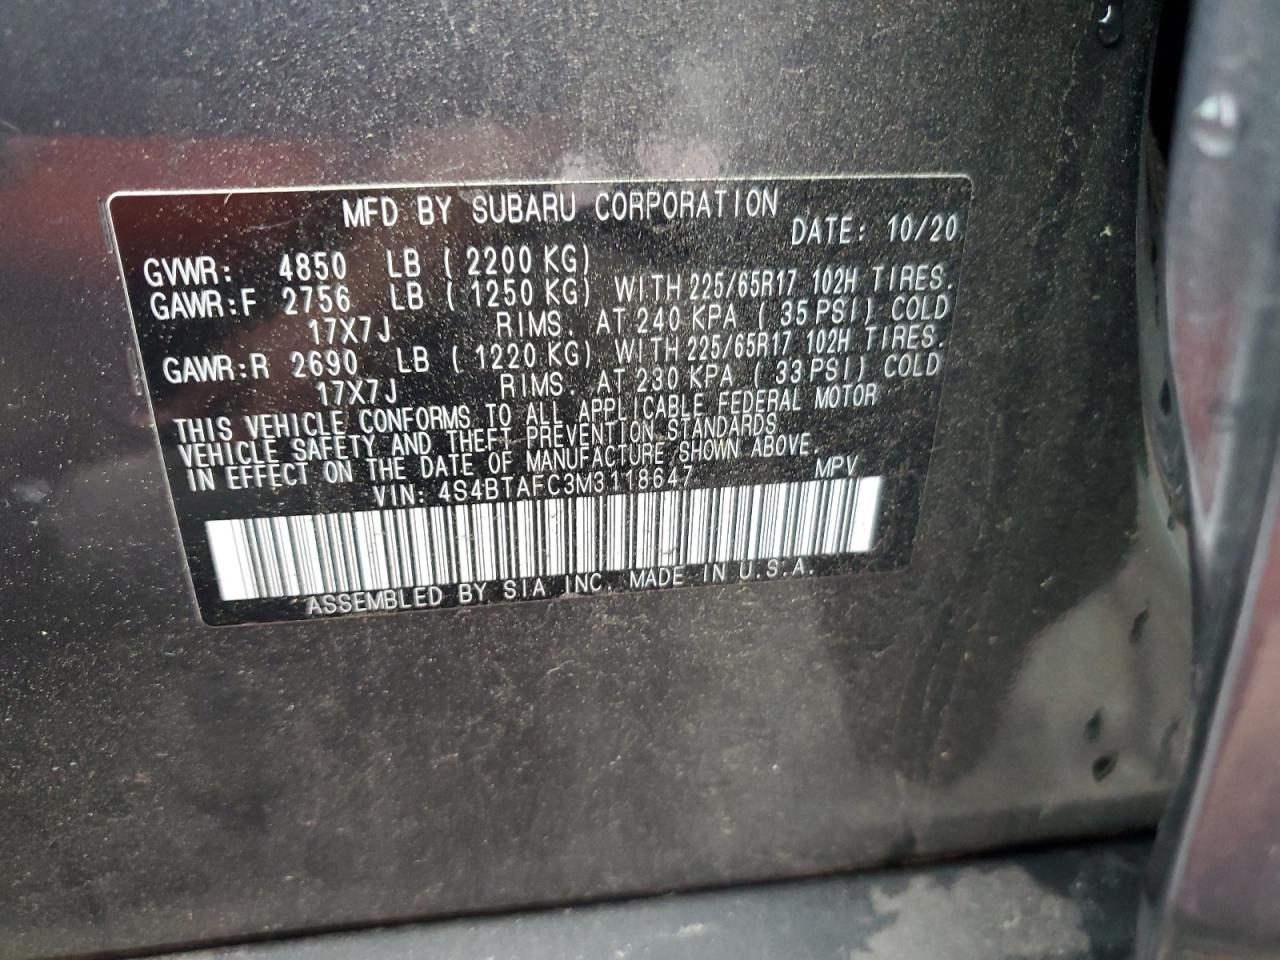 MFD BY SUBARU CORPORATION
DATE: 10/20
GVWR: 4850 LB ( 2200 KG)
GAWR:F 2756 LB ( 1250 KG) WITH 225/65R17 102H TIRES.
17X7J RIMS. AT 240 KPA ( 35 PSI) COLD
GAWR:R 2690 LB ( 1220 KG) WITH 225/65R17 102H TIRES.
17X7J RIMS. AT 230 KPA ( 33 PSI) COLD
THIS VEHICLE CONFORMS TO ALL APPLICABLE FEDERAL MOTOR
VEHICLE SAFETY AND THEFT PREVENTION STANDARDS
IN EFFECT ON THE DATE OF MANUFACTURE SHOWN ABOVE.
VIN: 4S4BTAFC3M3118647 MPV
ASSEMBLED BY SIA INC. MADE IN U.S.A.